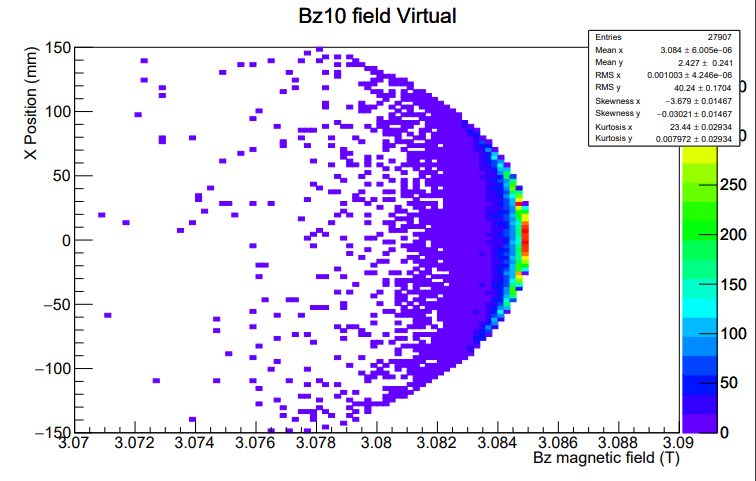 Bz10 field Virtual
Entries 27907
Mean x 3.084 ± 6.005e−06
Mean y 2.427 ± 0.241
RMS x 0.001003 ± 4.246e−06
RMS y 40.24 ± 0.1704
Skewness x −3.679 ± 0.01467
Skewness y −0.03021 ± 0.01467
Kurtosis x 23.44 ± 0.02934
Kurtosis y 0.007972 ± 0.02934
X Position (mm)
150
100
50
0
−50
−100
−150
0
0
250
200
150
100
50
0
3.07 3.072 3.074 3.076 3.078 3.08 3.082 3.084 3.086 3.088 3.09
Bz magnetic field (T)